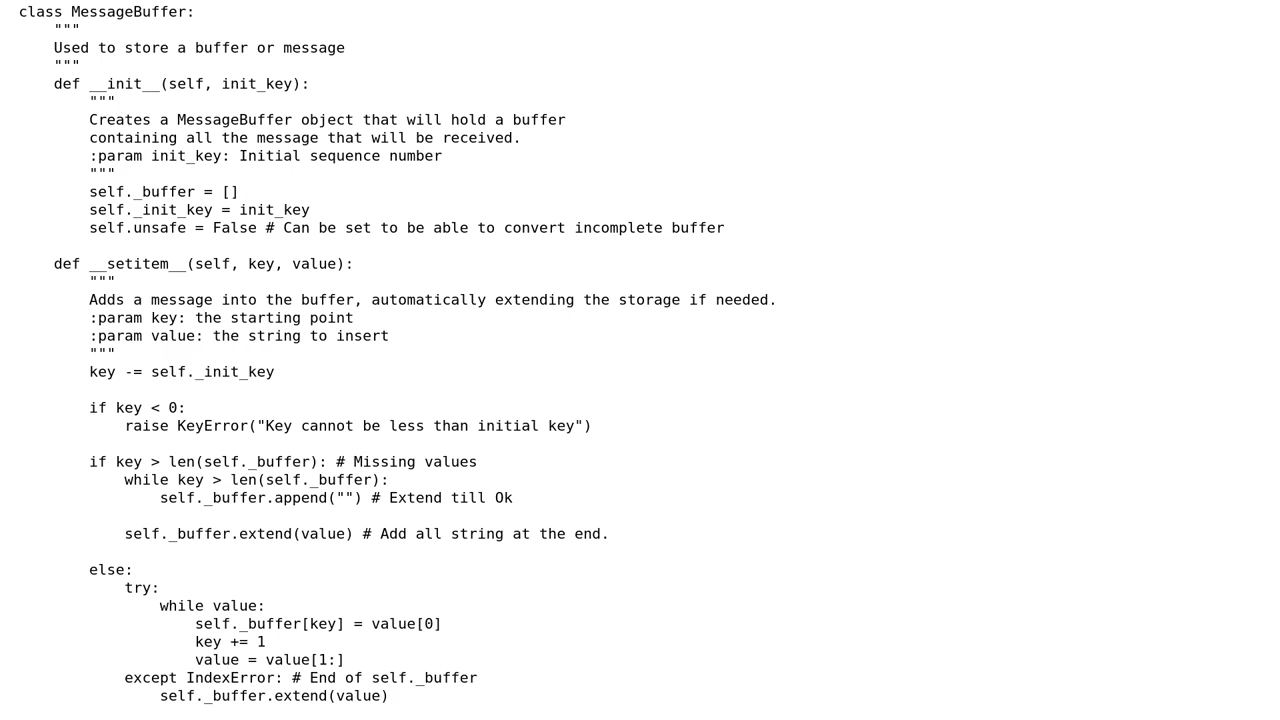 class MessageBuffer:
    """
    Used to store a buffer or message
    """
    def __init__(self, init_key):
        """
        Creates a MessageBuffer object that will hold a buffer
        containing all the message that will be received.
        :param init_key: Initial sequence number
        """
        self._buffer = []
        self._init_key = init_key
        self.unsafe = False # Can be set to be able to convert incomplete buffer

    def __setitem__(self, key, value):
        """
        Adds a message into the buffer, automatically extending the storage if needed.
        :param key: the starting point
        :param value: the string to insert
        """
        key -= self._init_key

        if key < 0:
            raise KeyError("Key cannot be less than initial key")

        if key > len(self._buffer): # Missing values
            while key > len(self._buffer):
                self._buffer.append("") # Extend till Ok

            self._buffer.extend(value) # Add all string at the end.

        else:
            try:
                while value:
                    self._buffer[key] = value[0]
                    key += 1
                    value = value[1:]
            except IndexError: # End of self._buffer
                self._buffer.extend(value)